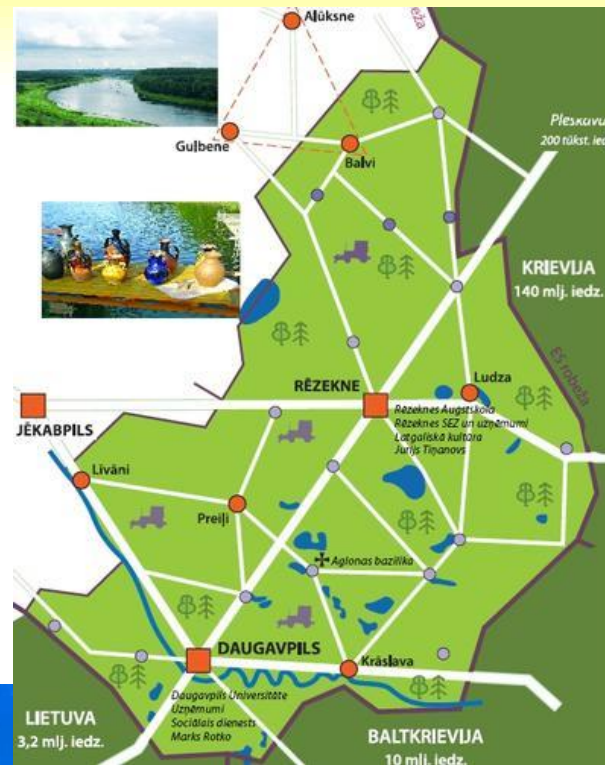 Alūksne
Gulbene
Balvi
Pleskava
200 tūkst. ied
KRIEVIJA
140 mlj. iedz.
ES robeža
RĒZEKNE
Ludza
Rēzeknes Augstskola
Rēzeknes SEZ un uzņēmumi
Latgaliskā kultūra
Jurijs Tiņanovs
JĒKABPILS
Līvāni
Preiļi
Aglonas bazilika
DAUGAVPILS
Krāslava
Daugavpils Universitāte
Uzņēmumi
Sociālais dienests
Marks Rotko
LIETUVA
3,2 mlj. iedz.
BALTKRIEVIJA
10 mlj. iedz.